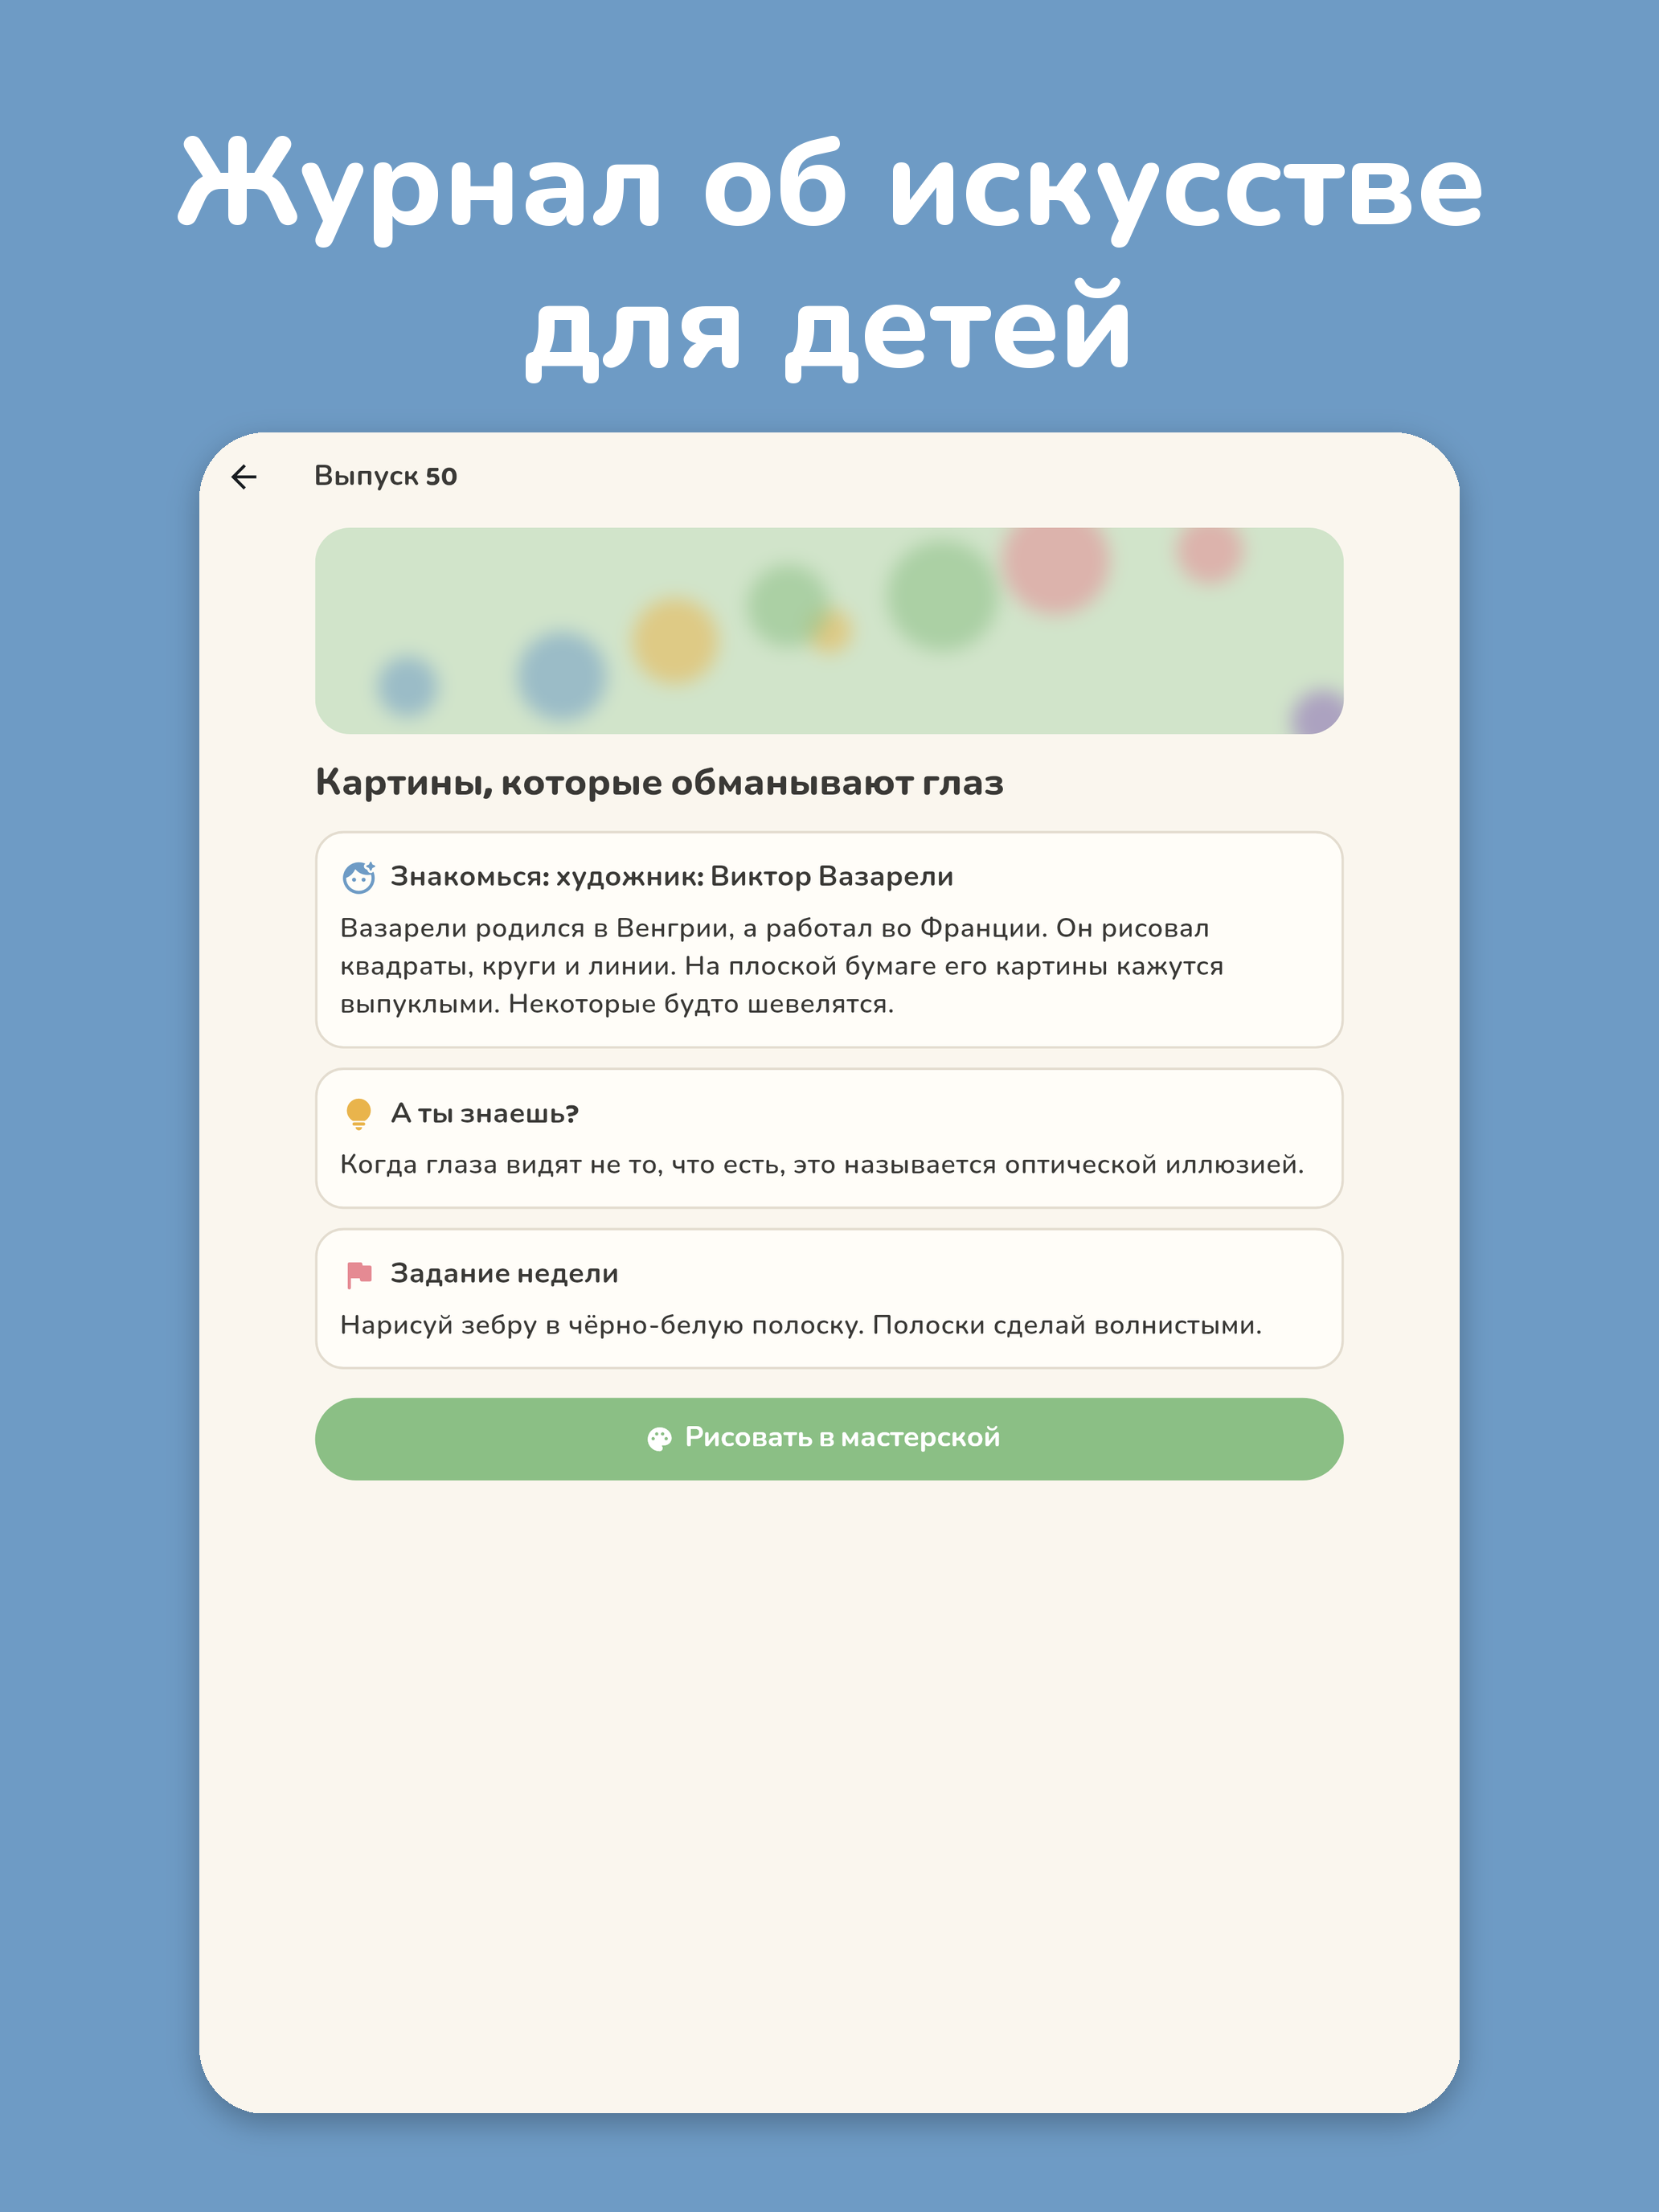 Журнал об искусстве
для детей
Выпуск 50
Картины, которые обманывают глаз
Знакомься: художник: Виктор Вазарели
Вазарели родился в Венгрии, а работал во Франции. Он рисовал
квадраты, круги и линии. На плоской бумаге его картины кажутся
выпуклыми. Некоторые будто шевелятся.
А ты знаешь?
Когда глаза видят не то, что есть, это называется оптической иллюзией.
Задание недели
Нарисуй зебру в чёрно-белую полоску. Полоски сделай волнистыми.
Рисовать в мастерской